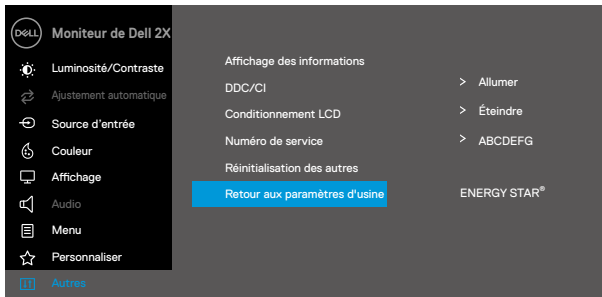 DELL
Moniteur de Dell 2X
Luminosité/Contraste
Ajustement automatique
Source d'entrée
Couleur
Affichage
Audio
Menu
Personnaliser
Autres
Affichage des informations
DDC/CI
> Allumer
Conditionnement LCD
> Éteindre
Numéro de service
> ABCDEFG
Réinitialisation des autres
Retour aux paramètres d'usine
ENERGY STAR®